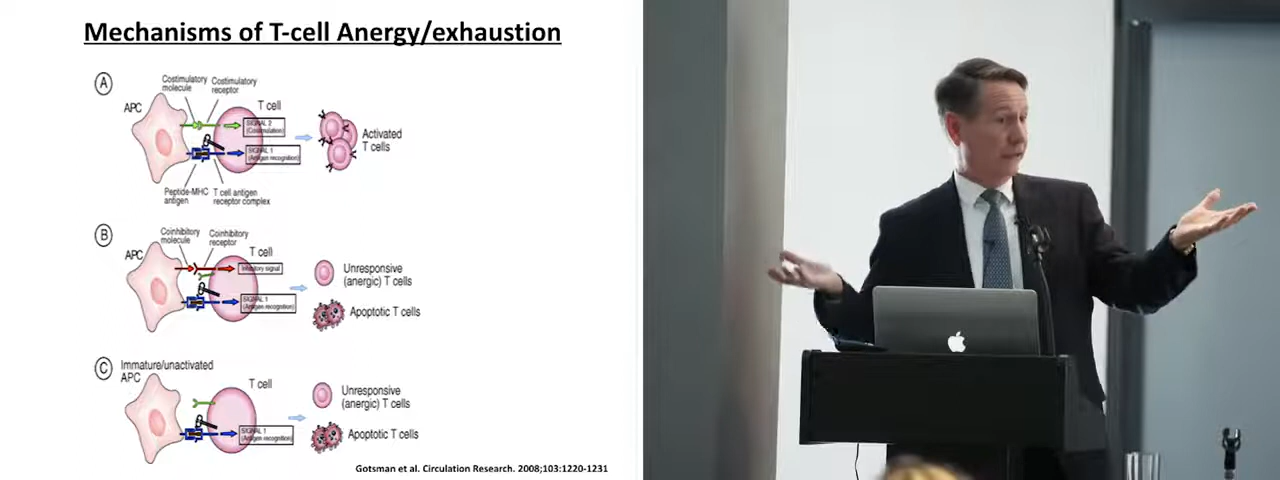 Mechanisms of T-cell Anergy/exhaustion
A
Costimulatory
molecule
Costimulatory
receptor
APC
T cell
SIGNAL 2
(Costimulation)
SIGNAL 1
(Antigen recognition)
Activated
T cells
Peptide-MHC
antigen
T cell antigen
receptor complex
B
Coinhibitory
molecule
Coinhibitory
receptor
APC
T cell
Inhibitory signal
SIGNAL 1
(Antigen recognition)
Unresponsive
(anergic) T cells
Apoptotic T cells
C
Immature/unactivated
APC
T cell
SIGNAL 1
(Antigen recognition)
Unresponsive
(anergic) T cells
Apoptotic T cells
Gotsman et al. Circulation Research. 2008;103:1220-1231